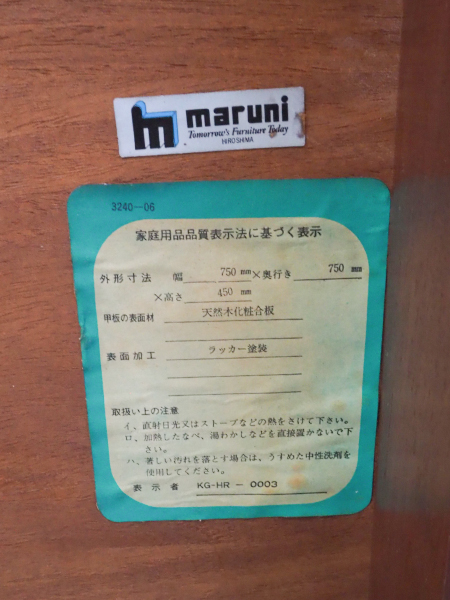 maruni
Tomorrow's Furniture Today
HIROSHIMA
3240-06
家庭用品品質表示法に基づく表示
外形寸法 幅 750 mm×奥行き 750 mm
×高さ 450 mm
甲板の表面材 天然木化粧合板
表面加工 ラッカー塗装
取扱い上の注意
イ、直射日光又はストーブなどの熱をさけて下さい。
ロ、加熱したなべ、湯わかしなどを直接置かないで下
さい。
ハ、著しい汚れを落とす場合は、うすめた中性洗剤を
使用してください。
表示者 KG-HR-0003